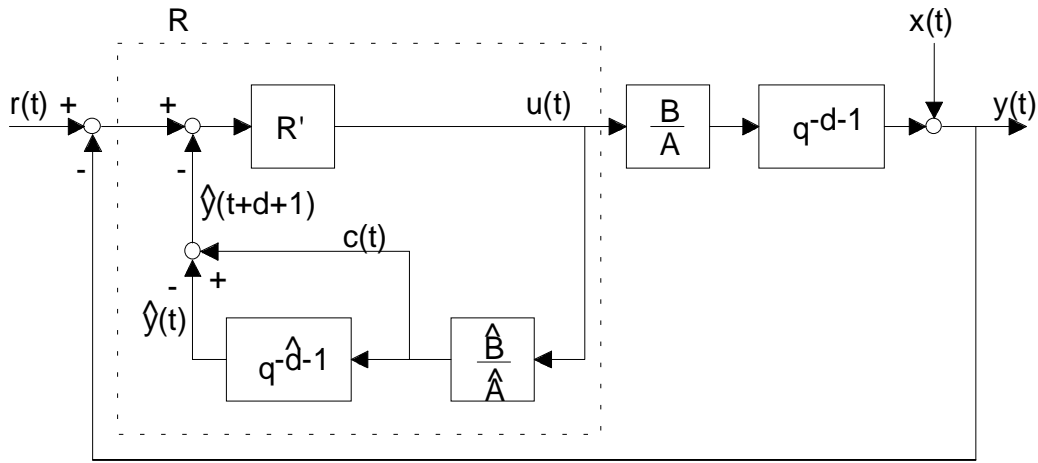 R
x(t)
r(t) + + R' u(t) B/A q^-d-1 y(t)
- -
ŷ(t+d+1)
c(t)
- +
ŷ(t)
q^-d̂-1 B̂/Â